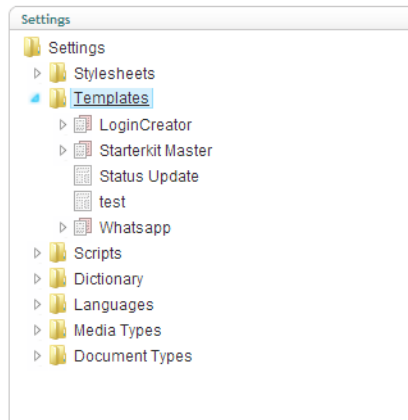 Settings
Settings
Stylesheets
Templates
LoginCreator
Starterkit Master
Status Update
test
Whatsapp
Scripts
Dictionary
Languages
Media Types
Document Types